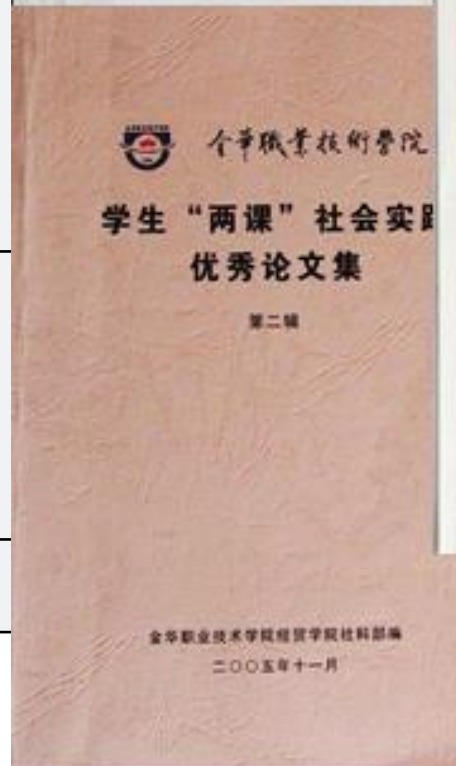 金華職業技術學院
学生“两课”社会实践
优秀论文集
第二辑
金华职业技术学院经贸学院社科部编
二〇〇五年十一月